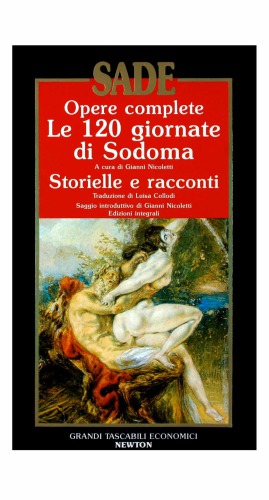 SADE
Opere complete
Le 120 giornate
di Sodoma
A cura di Gianni Nicoletti
Storielle e racconti
Traduzione di Luisa Collodi
Saggio introduttivo di Gianni Nicoletti
Edizioni integrali
GRANDI TASCABILI ECONOMICI
NEWTON